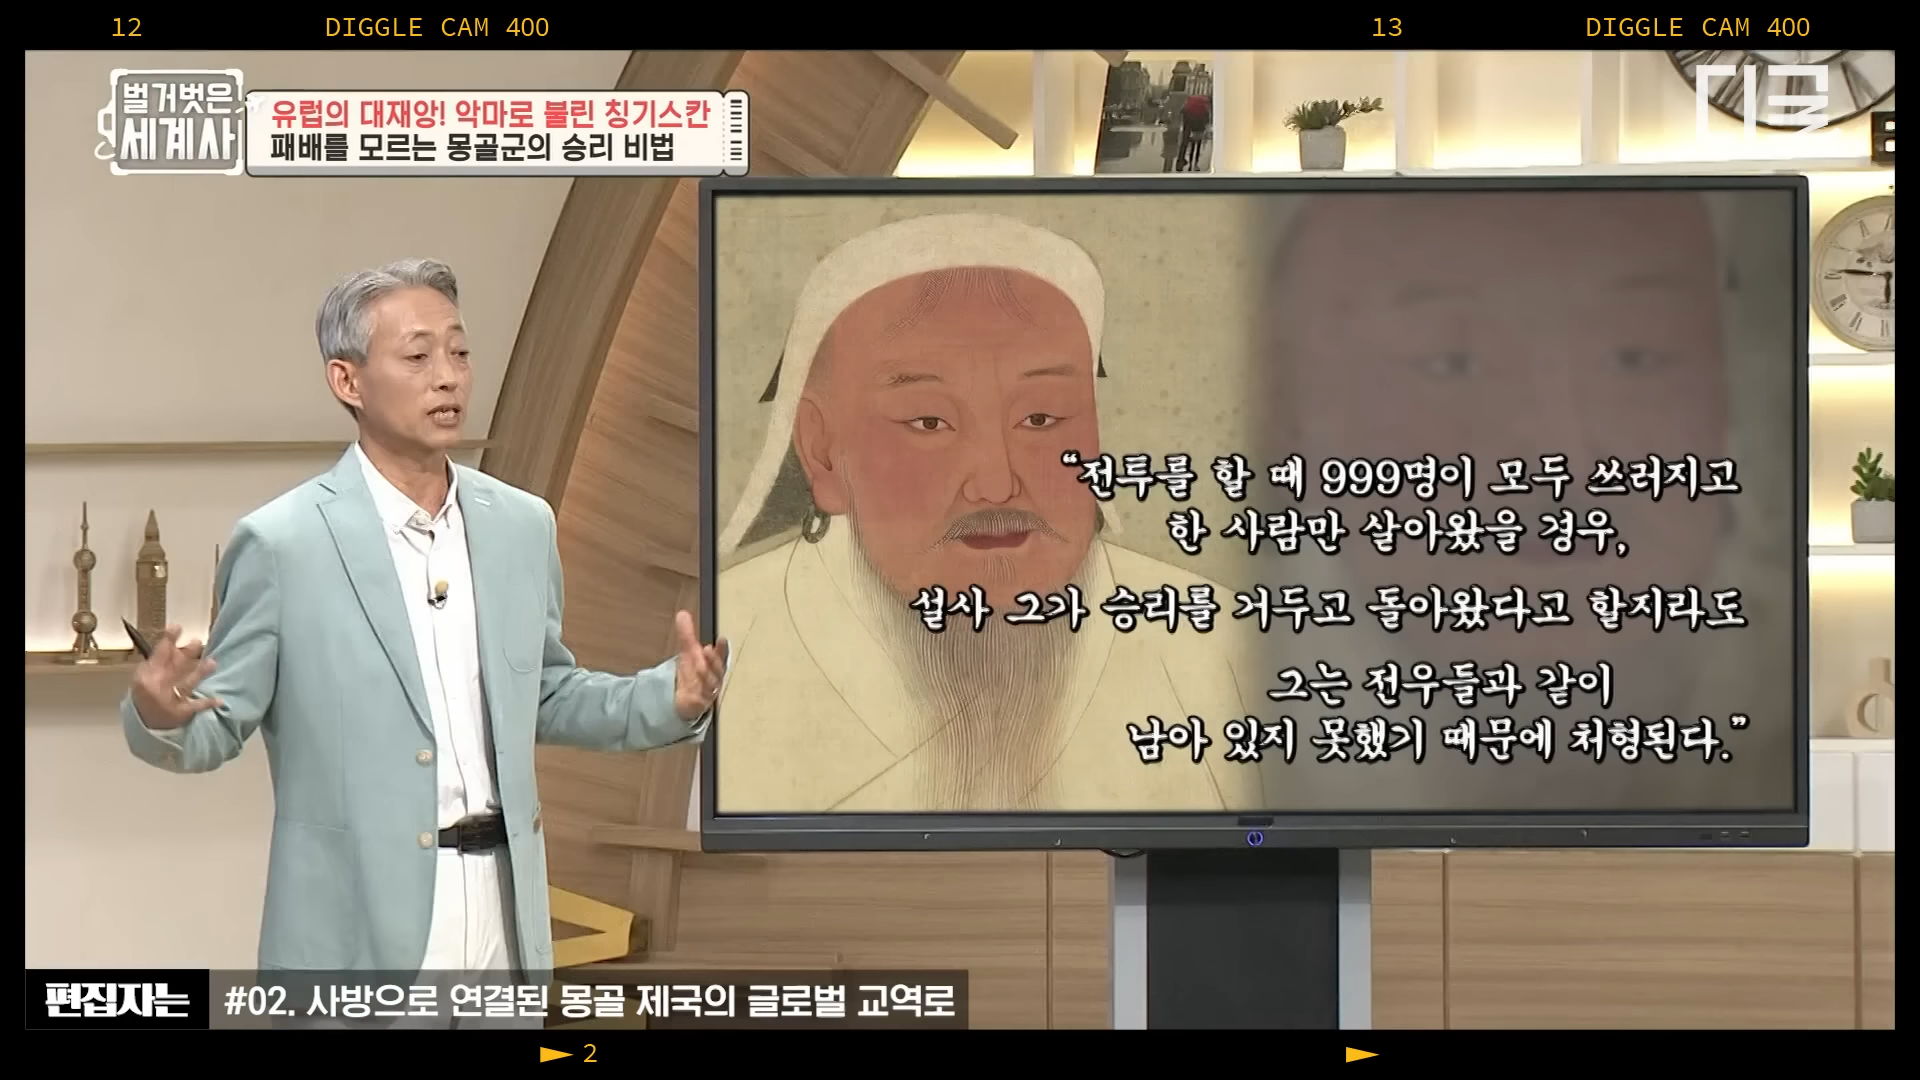 12
DIGGLE CAM 400
13
DIGGLE CAM 400
벌거벗은
세계사
유럽의 대재앙! 악마로 불린 칭기스칸
패배를 모르는 몽골군의 승리 비법
디글
“전투를 할 때 999명이 모두 쓰러지고
한 사람만 살아왔을 경우,
설사 그가 승리를 거두고 돌아왔다고 할지라도
그는 전우들과 같이
남아 있지 못했기 때문에 처형된다.”
편집자는
#02. 사방으로 연결된 몽골 제국의 글로벌 교역로
2